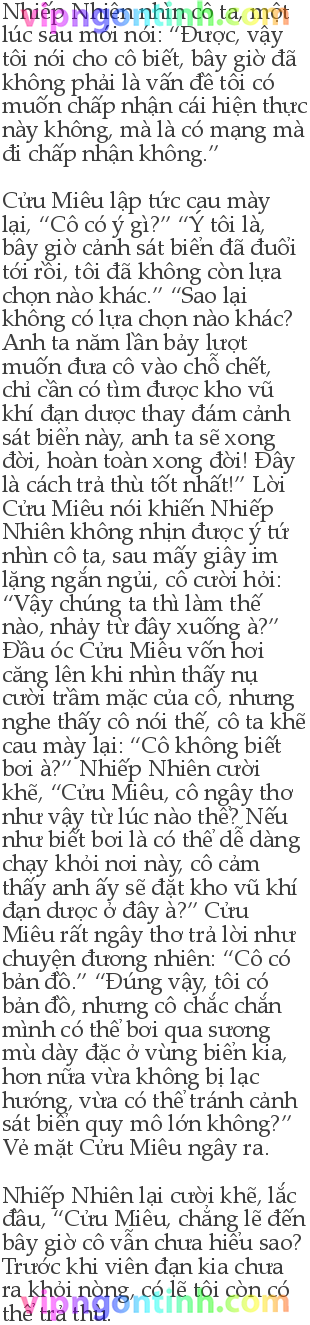 Nhiếp Nhiên nhìn cô ta, một
lúc sau mới nói: “Được, vậy
tôi nói cho cô biết, bây giờ đã
không phải là vấn đề tôi có
muốn chấp nhận cái hiện thực
này không, mà là có mạng mà
đi chấp nhận không.”
Cửu Miêu lập tức cau mày
lại, “Cô có ý gì?” “Ý tôi là,
bây giờ cảnh sát biển đã đuổi
tới rồi, tôi đã không còn lựa
chọn nào khác.” “Sao lại
không có lựa chọn nào khác?
Anh ta năm lần bảy lượt
muốn đưa cô vào chỗ chết,
chỉ cần có tìm được kho vũ
khí đạn dược thay đám cảnh
sát biển này, anh ta sẽ xong
đời, hoàn toàn xong đời! Đây
là cách trả thù tốt nhất!” Lời
Cửu Miêu nói khiến Nhiếp
Nhiên không nhịn được ý tứ
nhìn cô ta, sau mấy giây im
lặng ngắn ngủi, cô cười hỏi:
“Vậy chúng ta thì làm thế
nào, nhảy từ đây xuống à?”
Đầu óc Cửu Miêu vốn hơi
căng lên khi nhìn thấy nụ
cười trầm mặc của cô, nhưng
nghe thấy cô nói thế, cô ta khẽ
cau mày lại: “Cô không biết
bơi à?” Nhiếp Nhiên cười
khẽ, “Cửu Miêu, cô ngây thơ
như vậy từ lúc nào thế? Nếu
như biết bơi là có thể dễ dàng
chạy khỏi nơi này, cô cảm
thấy anh ấy sẽ đặt kho vũ khí
đạn dược ở đây à?” Cửu
Miêu rất ngây thơ trả lời như
chuyện đương nhiên: “Cô có
bản đồ.” “Đúng vậy, tôi có
bản đồ, nhưng cô chắc chắn
mình có thể bơi qua sương
mù dày đặc ở vùng biển kia,
hơn nữa vừa không bị lạc
hướng, vừa có thể tránh cảnh
sát biển quy mô lớn không?”
Vẻ mặt Cửu Miêu ngây ra.
Nhiếp Nhiên lại cười khẽ, lắc
đầu, “Cửu Miêu, chẳng lẽ đến
bây giờ cô vẫn chưa hiểu sao?
Trước khi viên đạn kia chưa
ra khỏi nòng, có lẽ tôi còn có
thể trả thù.
vipngontinh.com
vipngontinh.com